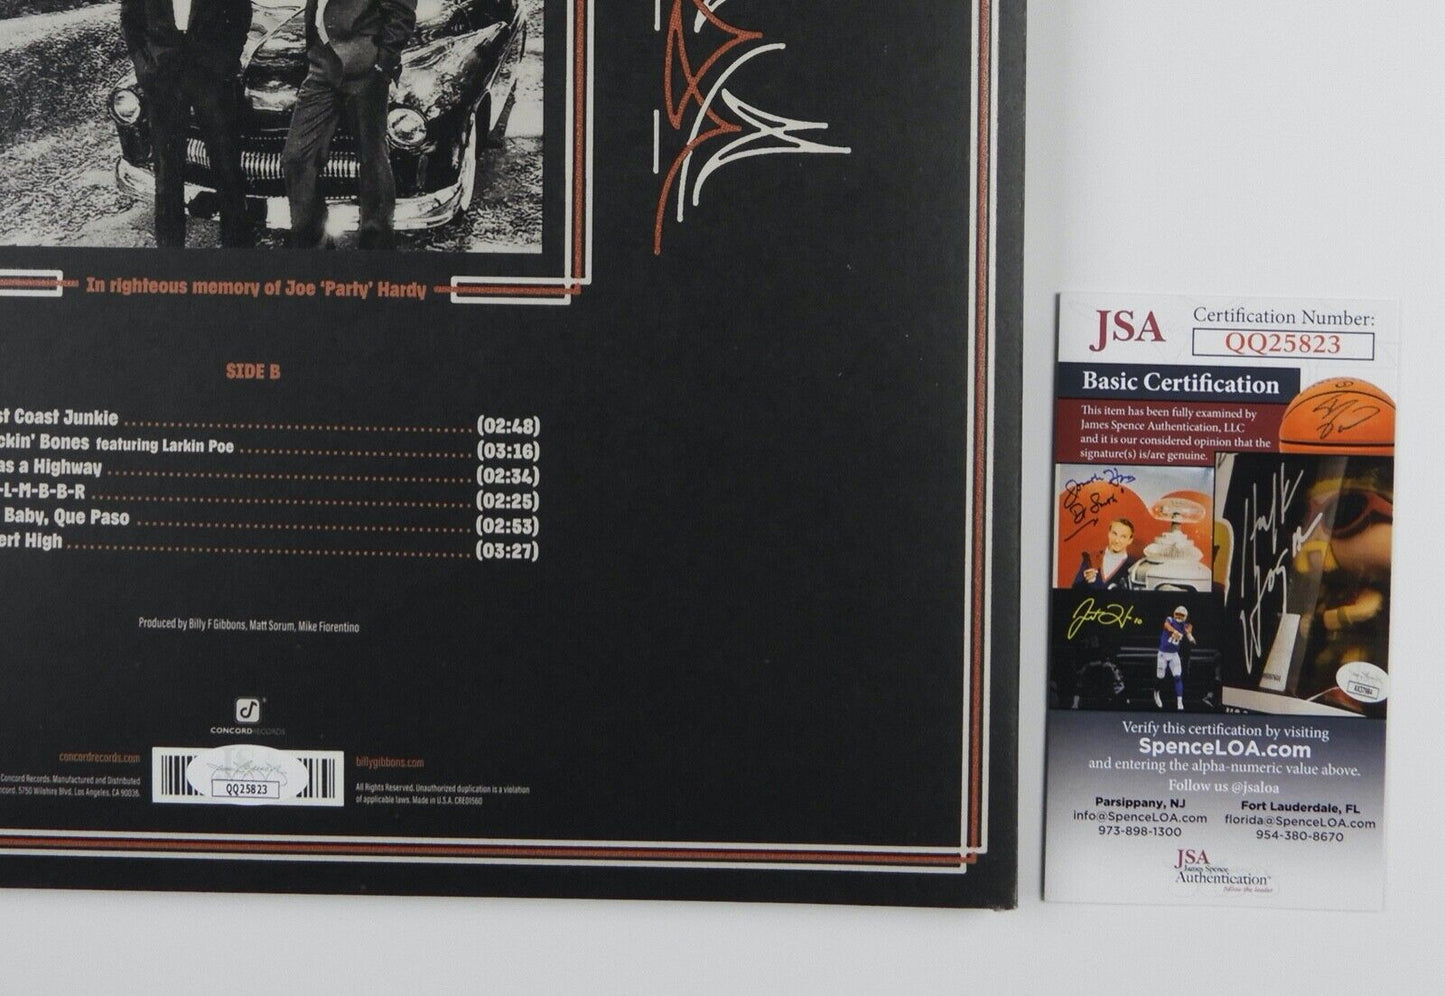 In righteous memory of Joe ‘Party’ Hardy
SIDE B
st Coast Junkie (02:48)
ckin' Bones featuring Larkin Poe (03:16)
as a Highway (02:34)
-L-M-B-B-R (02:25)
Baby, Que Paso (02:53)
ert High (03:27)
Produced by Billy F Gibbons, Matt Sorum, Mike Fiorentino
CONCORD RECORDS
concordrecords.com
billygibbons.com
Concord Records. Manufactured and Distributed
ncord, 5750 Wilshire Blvd, Los Angeles, CA 90036.
QQ25823
All Rights Reserved. Unauthorized duplication is a violation
of applicable laws. Made in U.S.A. CRE01560
JSA
Certification Number:
QQ25823
Basic Certification
This item has been fully examined by
James Spence Authentication, LLC
and it is our considered opinion that the
signature(s) is/are genuine.
Verify this certification by visiting
SpenceLOA.com
and entering the alpha-numeric value above.
Follow us @jsaloa
Parsippany, NJ
info@SpenceLOA.com
973-898-1300
Fort Lauderdale, FL
florida@SpenceLOA.com
954-380-8670
JSA
James Spence
Authentication